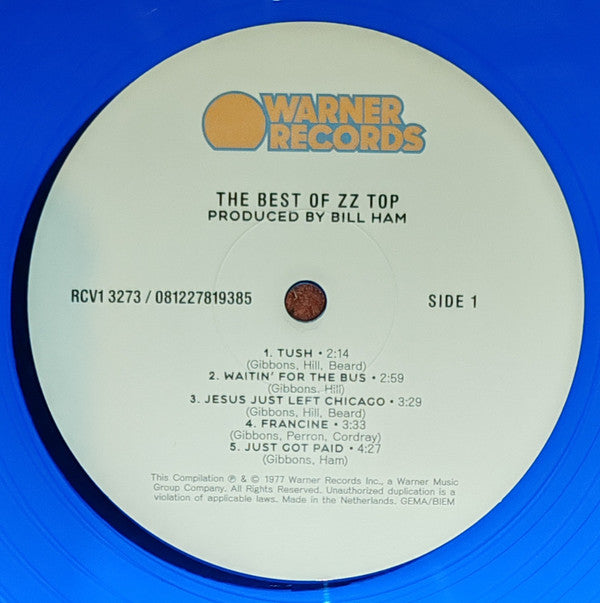 WARNER
RECORDS
THE BEST OF ZZ TOP
PRODUCED BY BILL HAM
RCV1 3273 / 081227819385
SIDE 1
1. TUSH • 2:14
(Gibbons, Hill, Beard)
2. WAITIN' FOR THE BUS • 2:59
(Gibbons, Hill)
3. JESUS JUST LEFT CHICAGO • 3:29
(Gibbons, Hill, Beard)
4. FRANCINE • 3:33
(Gibbons, Perron, Cordray)
5. JUST GOT PAID • 4:27
(Gibbons, Ham)
This Compilation ℗ & © 1977 Warner Records Inc., a Warner Music
Group Company. All Rights Reserved. Unauthorized duplication is a
violation of applicable laws. Made in the Netherlands. GEMA/BIEM